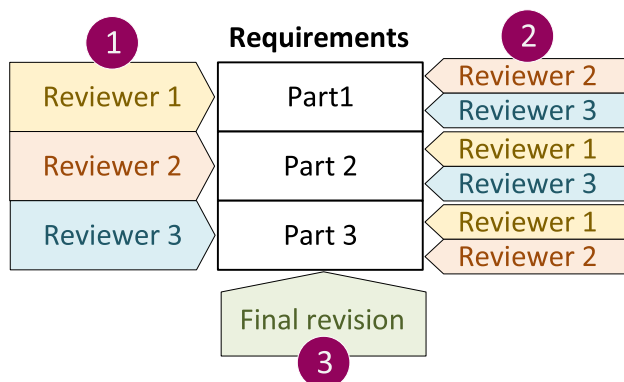 1
Requirements
2
Reviewer 1
Part1
Reviewer 2
Reviewer 3
Reviewer 2
Part 2
Reviewer 1
Reviewer 3
Reviewer 3
Part 3
Reviewer 1
Reviewer 2
Final revision
3